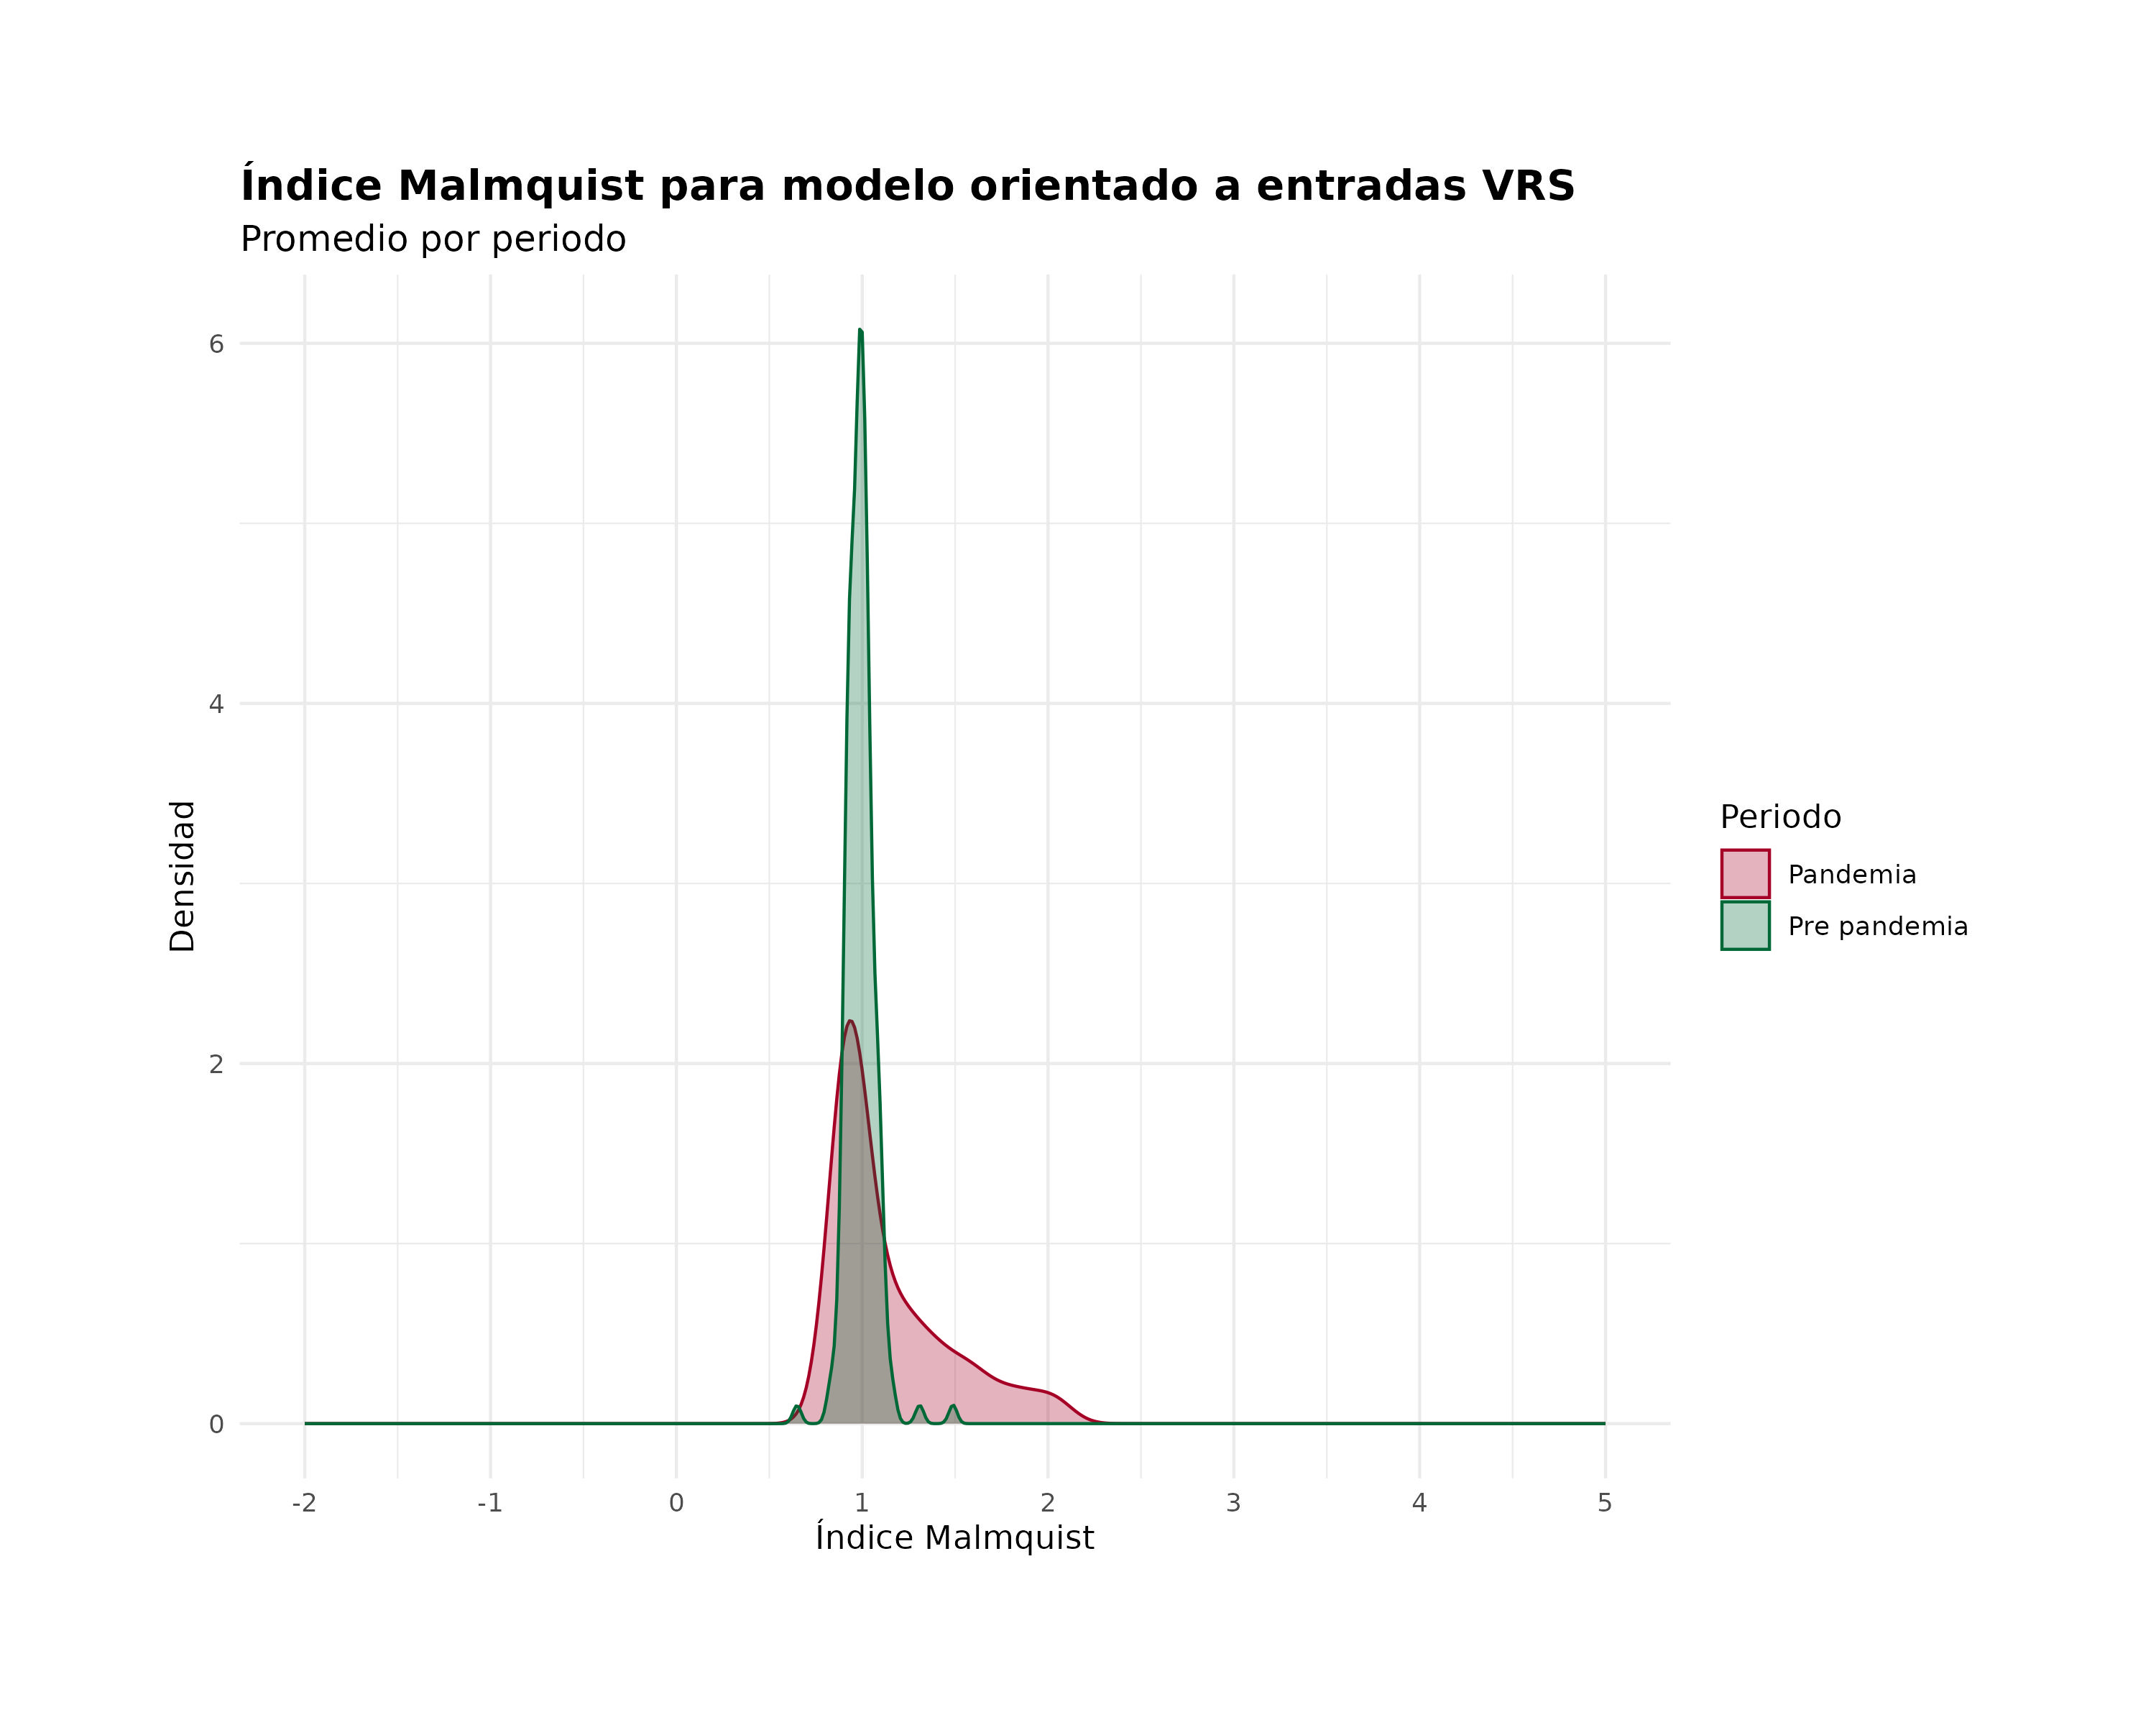 Índice Malmquist para modelo orientado a entradas VRS
Promedio por periodo
6
4
2
0
Densidad
-2
-1
0
1
2
3
4
5
Índice Malmquist
Periodo
Pandemia
Pre pandemia